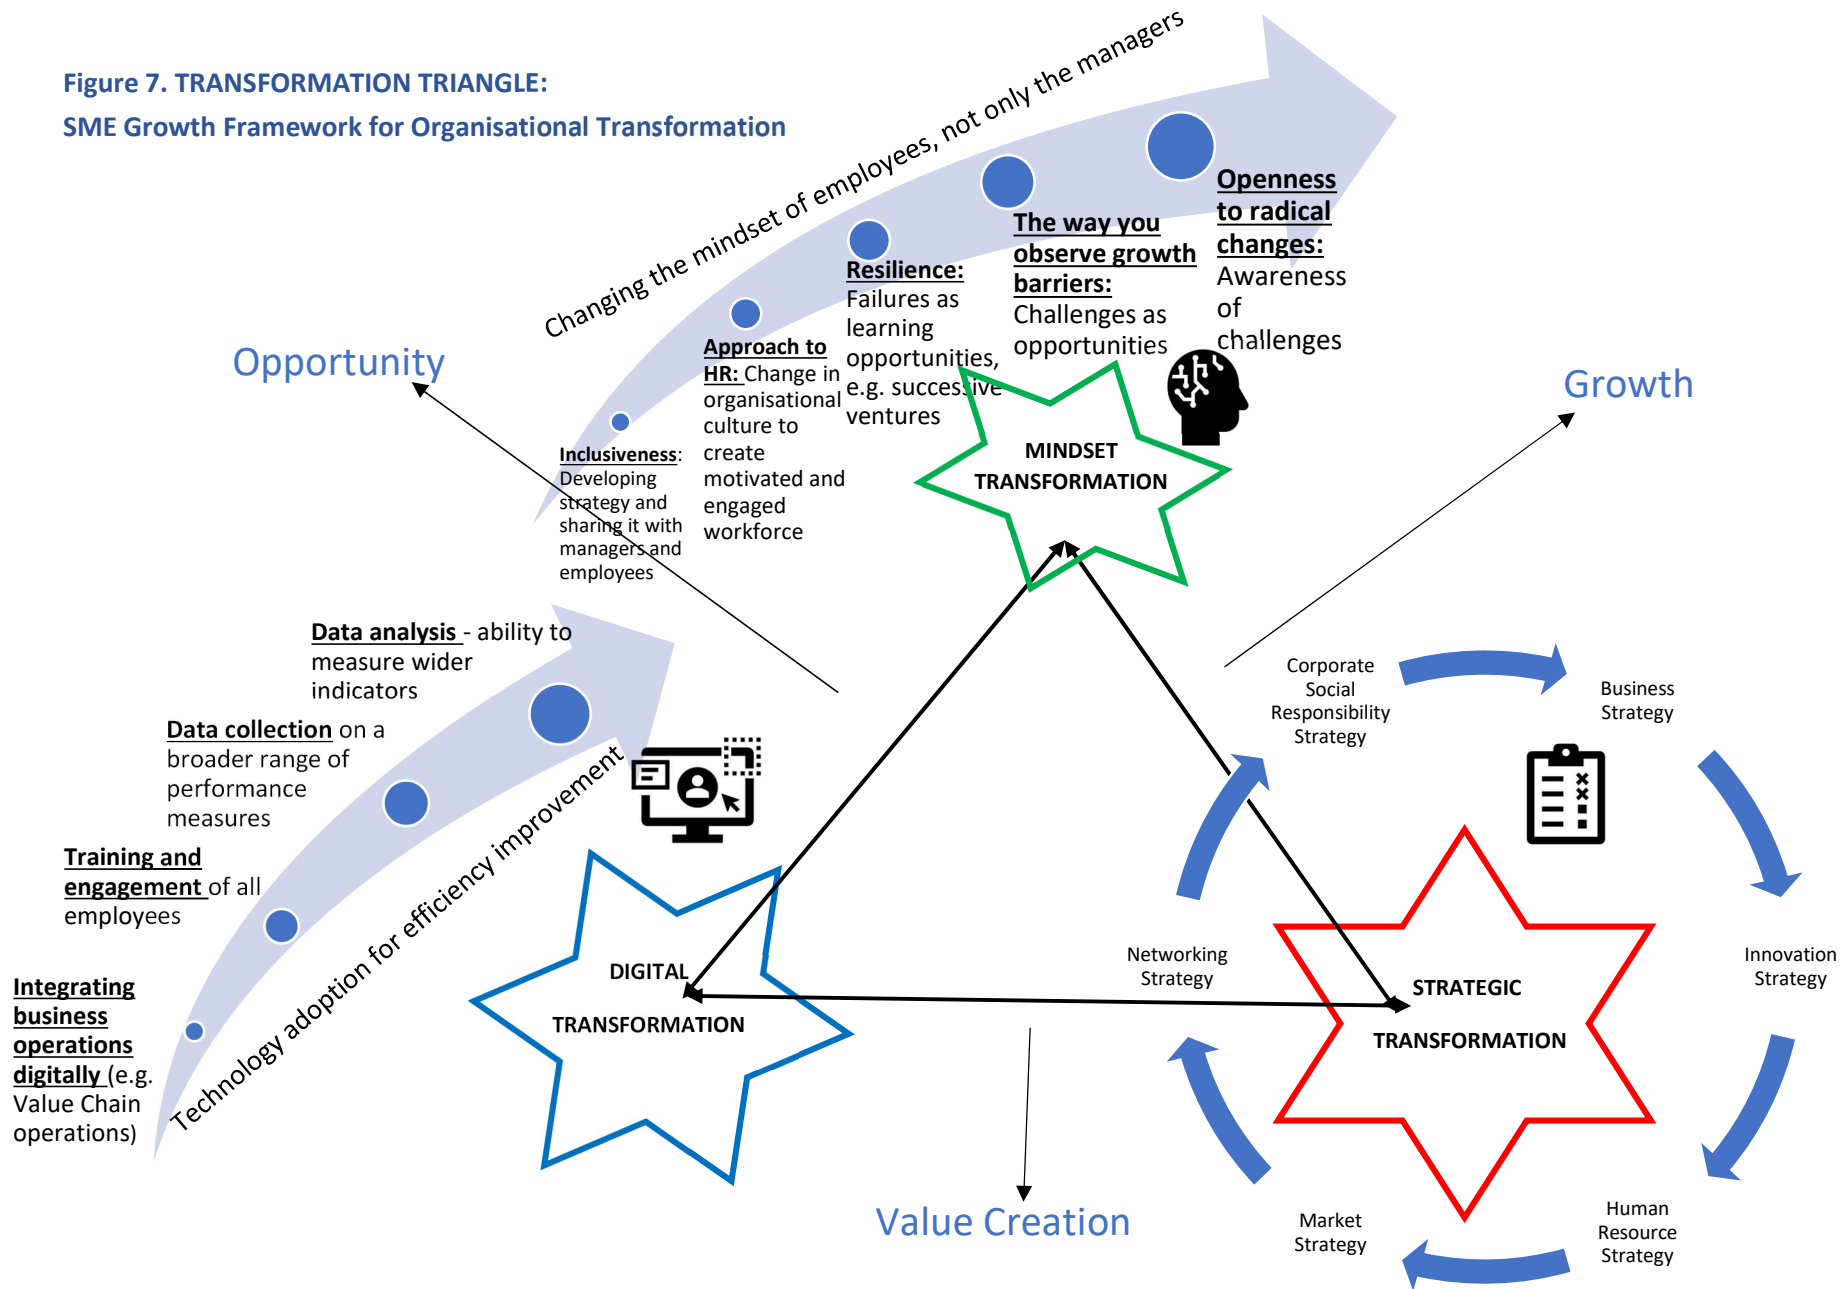 Figure 7. TRANSFORMATION TRIANGLE:
SME Growth Framework for Organisational Transformation
Changing the mindset of employees, not only the managers
Openness
to radical
changes:
Awareness
of
challenges
The way you
observe growth
barriers:
Challenges as
opportunities
Resilience:
Failures as
learning
opportunities,
e.g. successive
ventures
Approach to
HR: Change in
organisational
culture to
create
motivated and
engaged
workforce
Inclusiveness:
Developing
strategy and
sharing it with
managers and
employees
Opportunity
Growth
MINDSET
TRANSFORMATION
Data analysis - ability to
measure wider
indicators
Data collection on a
broader range of
performance
measures
Training and
engagement of all
employees
Integrating
business
operations
digitally (e.g.
Value Chain
operations)
Technology adoption for efficiency improvement
DIGITAL
TRANSFORMATION
Corporate
Social
Responsibility
Strategy
Business
Strategy
Innovation
Strategy
Human
Resource
Strategy
Market
Strategy
Networking
Strategy
STRATEGIC
TRANSFORMATION
Value Creation